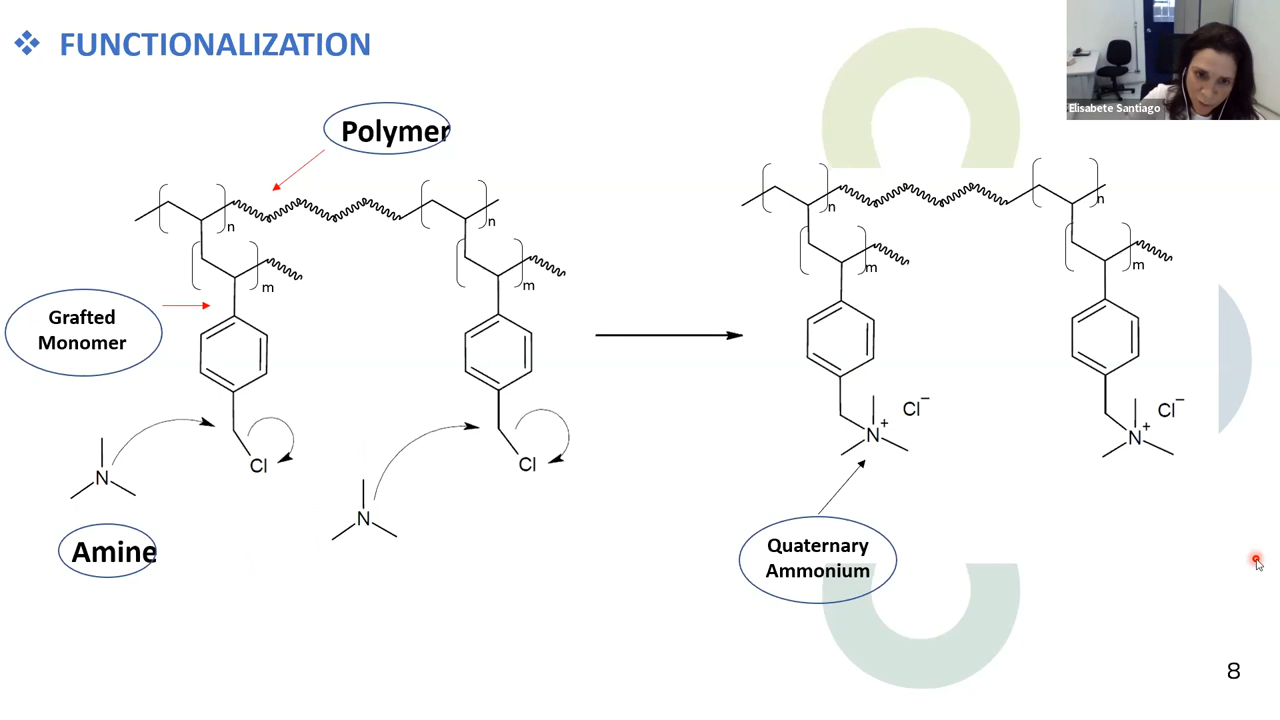 ❖ FUNCTIONALIZATION
Elisabete Santiago
Polymer
n
n
n
n
m
m
m
m
Grafted
Monomer
Cl
Cl
N
N
Amine
N+
Cl−
N+
Cl−
Quaternary
Ammonium
8